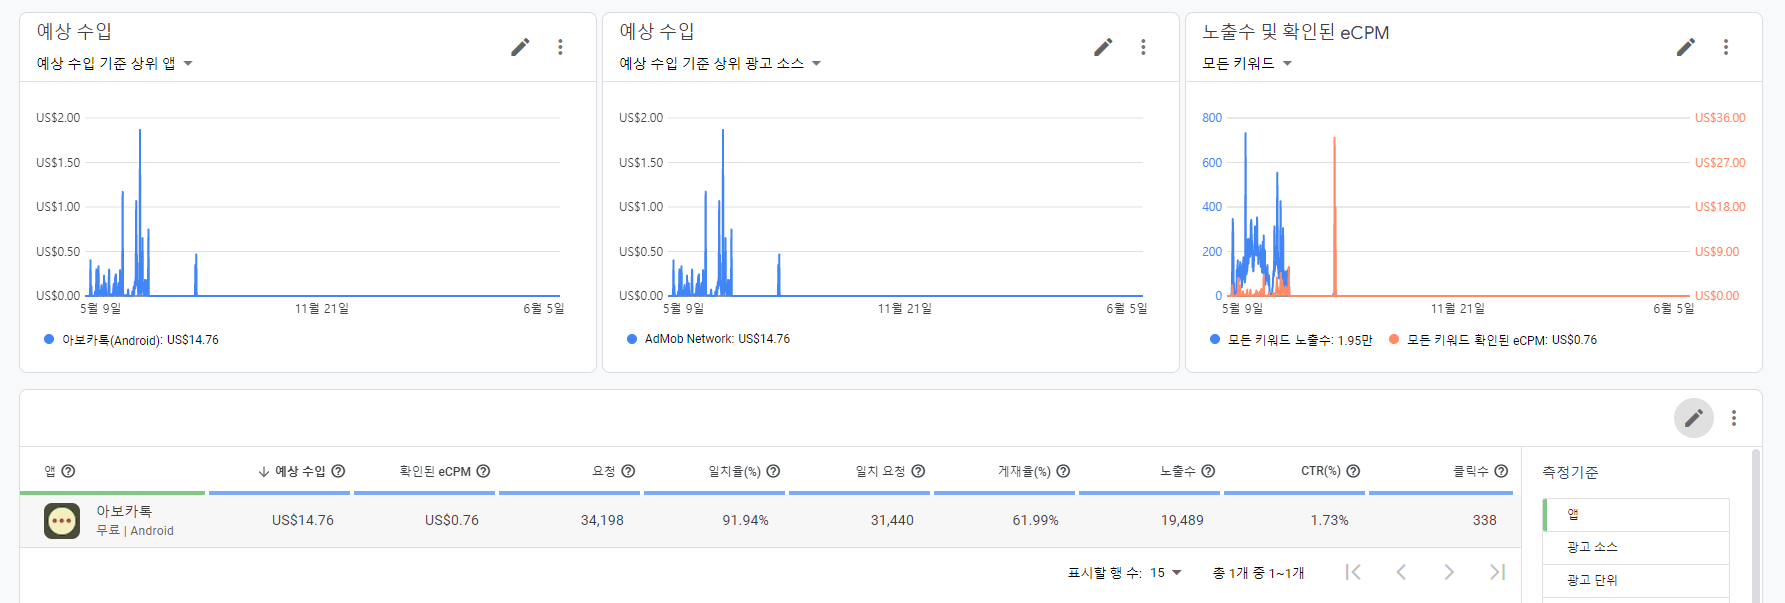 예상 수입
예상 수입 기준 상위 앱
US$2.00
US$1.50
US$1.00
US$0.50
US$0.00
5월 9일 11월 21일 6월 5일
아보카톡(Android): US$14.76
예상 수입
예상 수입 기준 상위 광고 소스
US$2.00
US$1.50
US$1.00
US$0.50
US$0.00
5월 9일 11월 21일 6월 5일
AdMob Network: US$14.76
노출수 및 확인된 eCPM
모든 키워드
800 US$36.00
600 US$27.00
400 US$18.00
200 US$9.00
0 US$0.00
5월 9일 11월 21일 6월 5일
모든 키워드 노출수: 1.95만 모든 키워드 확인된 eCPM: US$0.76
앱 예상 수입 확인된 eCPM 요청 일치율(%) 일치 요청 게재율(%) 노출수 CTR(%) 클릭수
아보카톡
무료 | Android
US$14.76 US$0.76 34,198 91.94% 31,440 61.99% 19,489 1.73% 338
표시할 행 수: 15 총 1개 중 1~1개
측정기준
앱
광고 소스
광고 단위